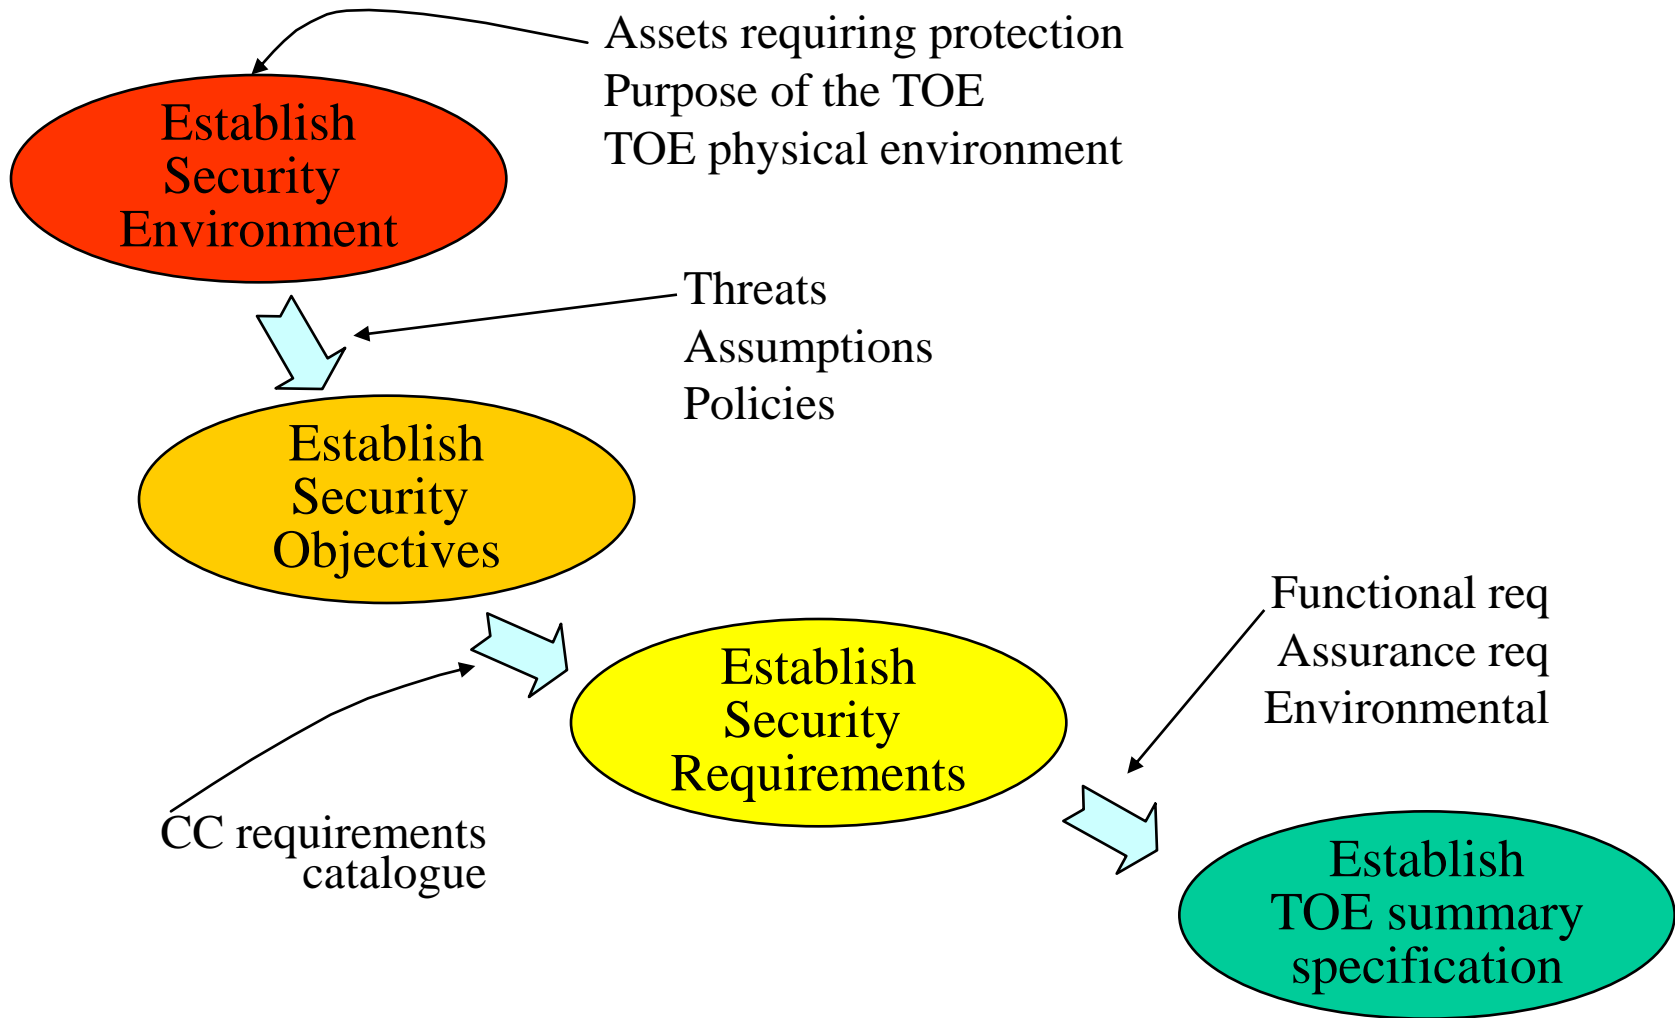 Assets requiring protection
Purpose of the TOE
TOE physical environment
Establish
Security
Environment
Threats
Assumptions
Policies
Establish
Security
Objectives
Functional req
Assurance req
Environmental
Establish
Security
Requirements
CC requirements
catalogue
Establish
TOE summary
specification